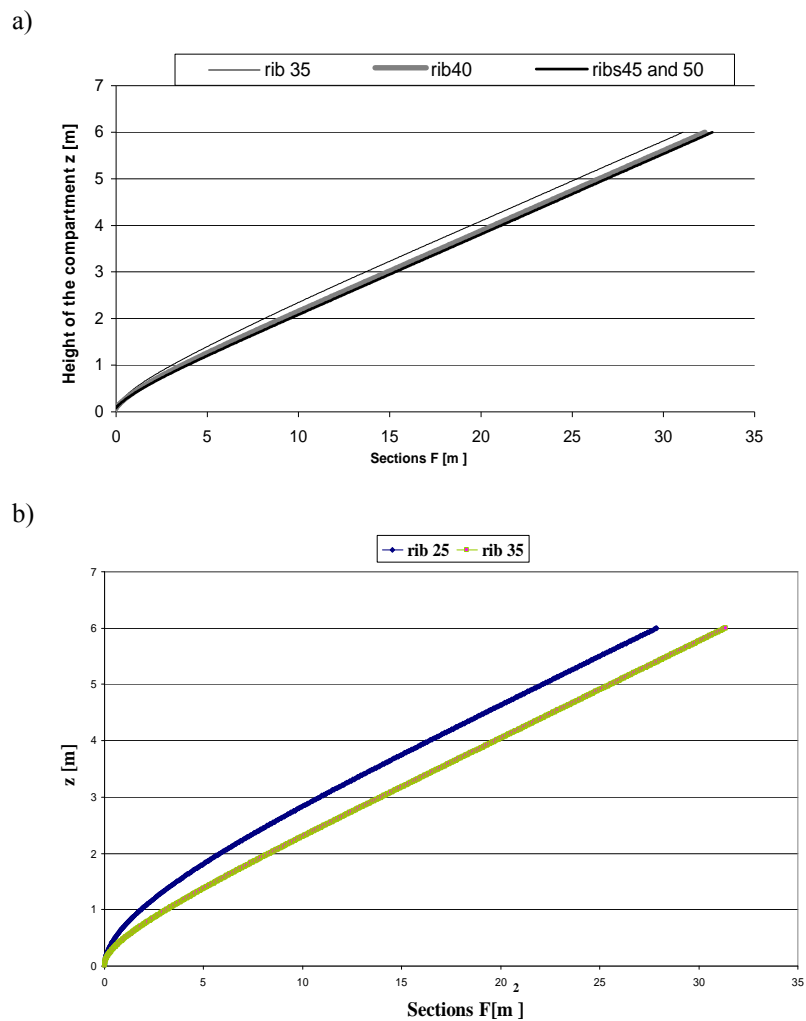 a)
rib 35 rib40 ribs45 and 50
7
6
5
4
3
2
1
0
Height of the compartment z [m]
0 5 10 15 20 25 30 35
Sections F [m ]
b)
rib 25 rib 35
7
6
5
4
3
2
1
0
z [m]
0 5 10 15 20 25 30 35
2
Sections F[m ]